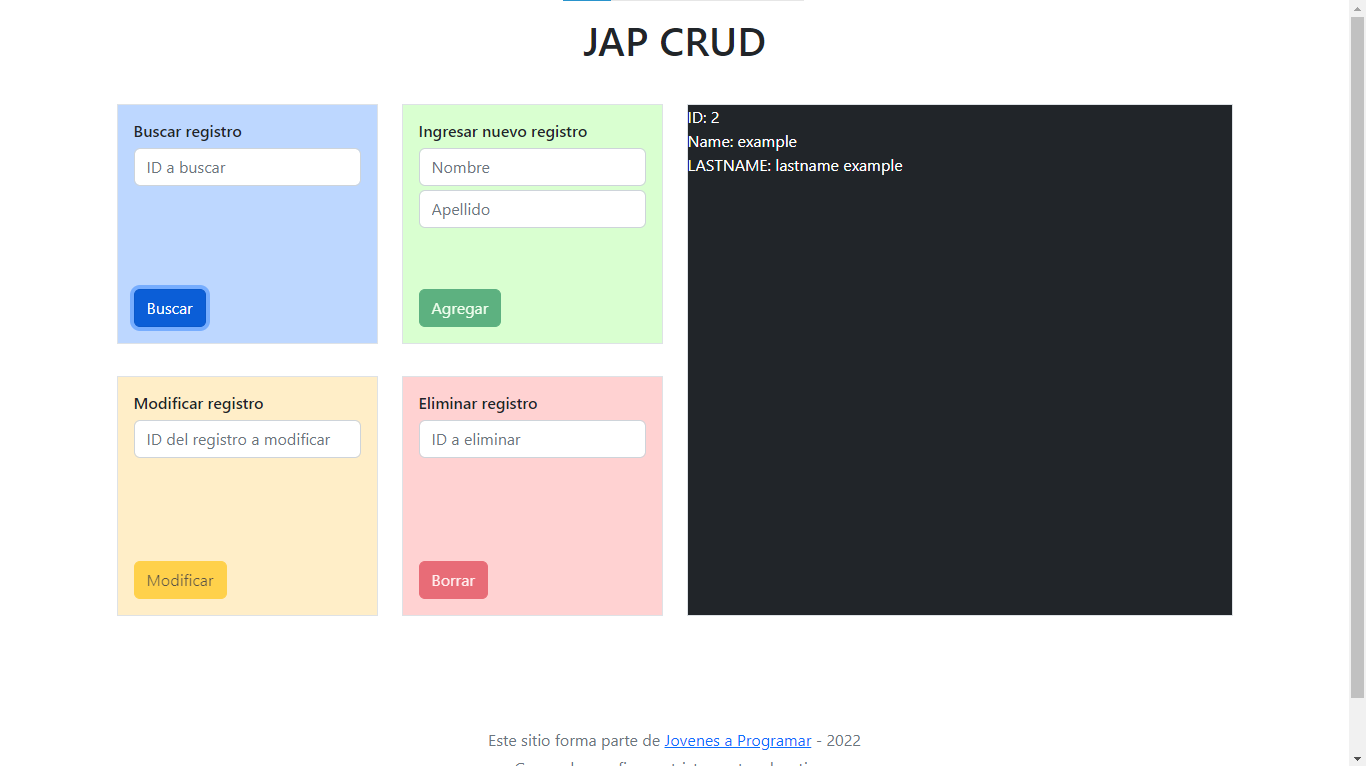 JAP CRUD
Buscar registro
ID a buscar
Buscar
Ingresar nuevo registro
Nombre
Apellido
Agregar
ID: 2
Name: example
LASTNAME: lastname example
Modificar registro
ID del registro a modificar
Modificar
Eliminar registro
ID a eliminar
Borrar
Este sitio forma parte de Jovenes a Programar - 2022